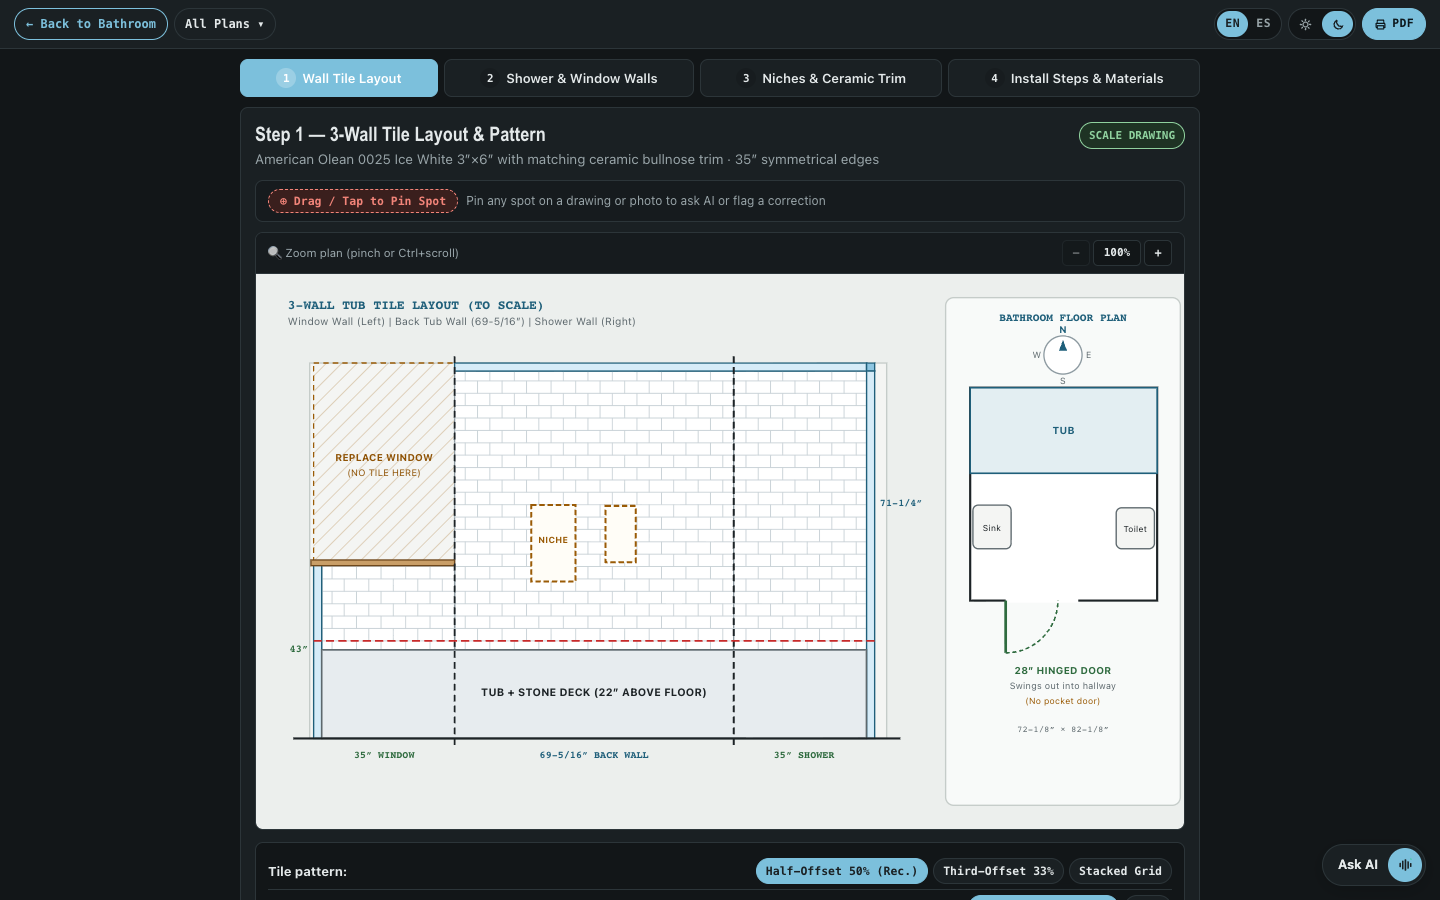 ← Back to Bathroom
All Plans ▾
EN ES
PDF
1 Wall Tile Layout
2 Shower & Window Walls
3 Niches & Ceramic Trim
4 Install Steps & Materials
Step 1 — 3-Wall Tile Layout & Pattern
SCALE DRAWING
American Olean 0025 Ice White 3″×6″ with matching ceramic bullnose trim · 35″ symmetrical edges
⊕ Drag / Tap to Pin Spot
Pin any spot on a drawing or photo to ask AI or flag a correction
🔍 Zoom plan (pinch or Ctrl+scroll)
− 100% +
3-WALL TUB TILE LAYOUT (TO SCALE)
Window Wall (Left) | Back Tub Wall (69-5/16″) | Shower Wall (Right)
REPLACE WINDOW
(NO TILE HERE)
NICHE
71-1/4″
43″
TUB + STONE DECK (22″ ABOVE FLOOR)
35″ WINDOW
69-5/16″ BACK WALL
35″ SHOWER
BATHROOM FLOOR PLAN
N
W E
S
TUB
Sink
Toilet
28″ HINGED DOOR
Swings out into hallway
(No pocket door)
72-1/8″ × 82-1/8″
Tile pattern:
Half-Offset 50% (Rec.)
Third-Offset 33%
Stacked Grid
Ask AI